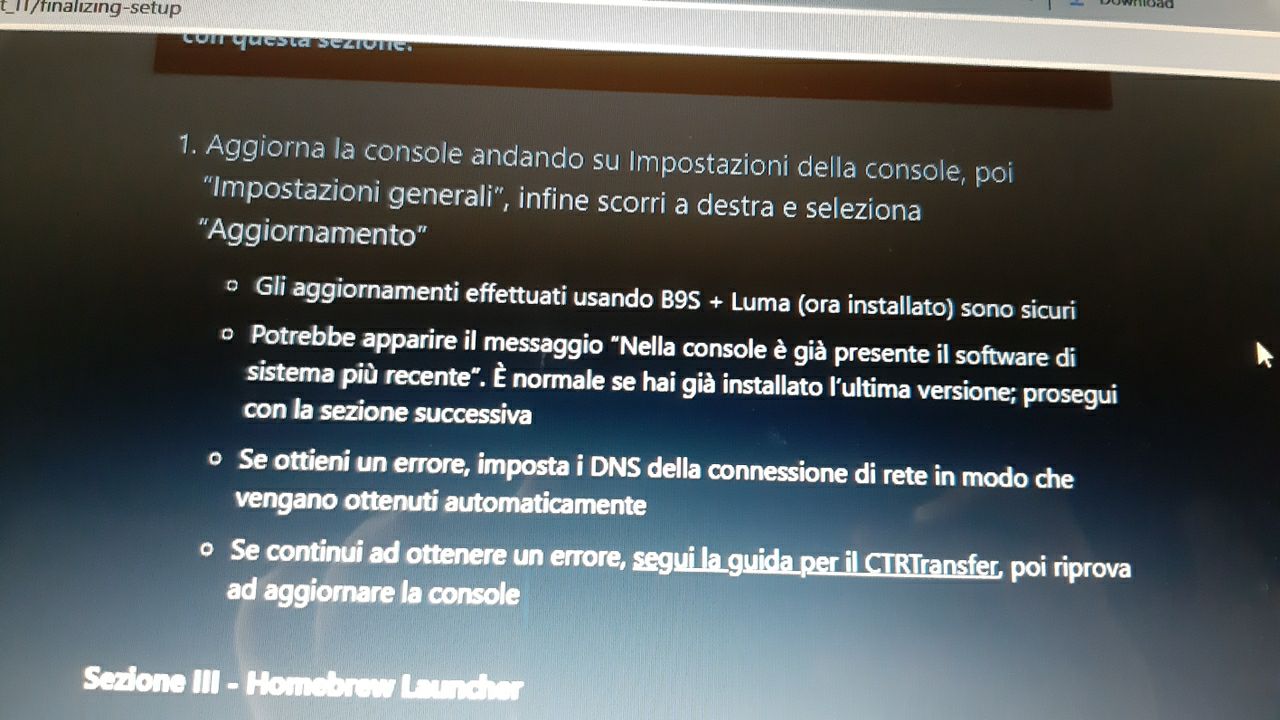 t_IT/finalizing-setup
Download
con questa sezione.
1. Aggiorna la console andando su Impostazioni della console, poi
“Impostazioni generali”, infine scorri a destra e seleziona
“Aggiornamento”
Gli aggiornamenti effettuati usando B9S + Luma (ora installato) sono sicuri
Potrebbe apparire il messaggio “Nella console è già presente il software di
sistema più recente”. È normale se hai già installato l’ultima versione; prosegui
con la sezione successiva
Se ottieni un errore, imposta i DNS della connessione di rete in modo che
vengano ottenuti automaticamente
Se continui ad ottenere un errore, segui la guida per il CTRTransfer, poi riprova
ad aggiornare la console
Sezione III - Homebrew Launcher